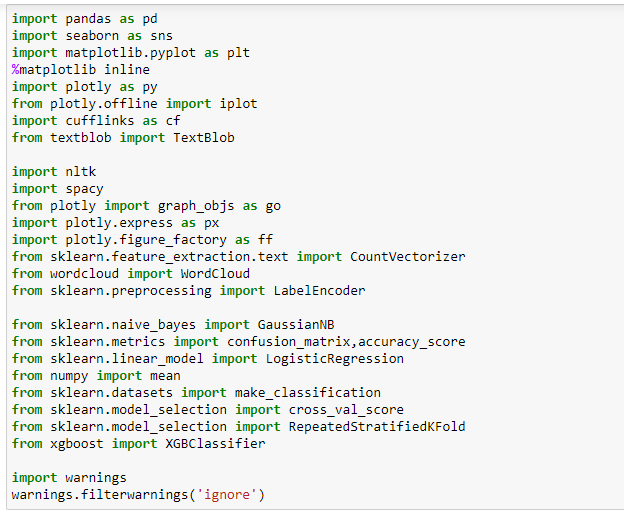 import pandas as pd
import seaborn as sns
import matplotlib.pyplot as plt
%matplotlib inline
import plotly as py
from plotly.offline import iplot
import cufflinks as cf
from textblob import TextBlob

import nltk
import spacy
from plotly import graph_objs as go
import plotly.express as px
import plotly.figure_factory as ff
from sklearn.feature_extraction.text import CountVectorizer
from wordcloud import WordCloud
from sklearn.preprocessing import LabelEncoder

from sklearn.naive_bayes import GaussianNB
from sklearn.metrics import confusion_matrix,accuracy_score
from sklearn.linear_model import LogisticRegression
from numpy import mean
from sklearn.datasets import make_classification
from sklearn.model_selection import cross_val_score
from sklearn.model_selection import RepeatedStratifiedKFold
from xgboost import XGBClassifier

import warnings
warnings.filterwarnings('ignore')